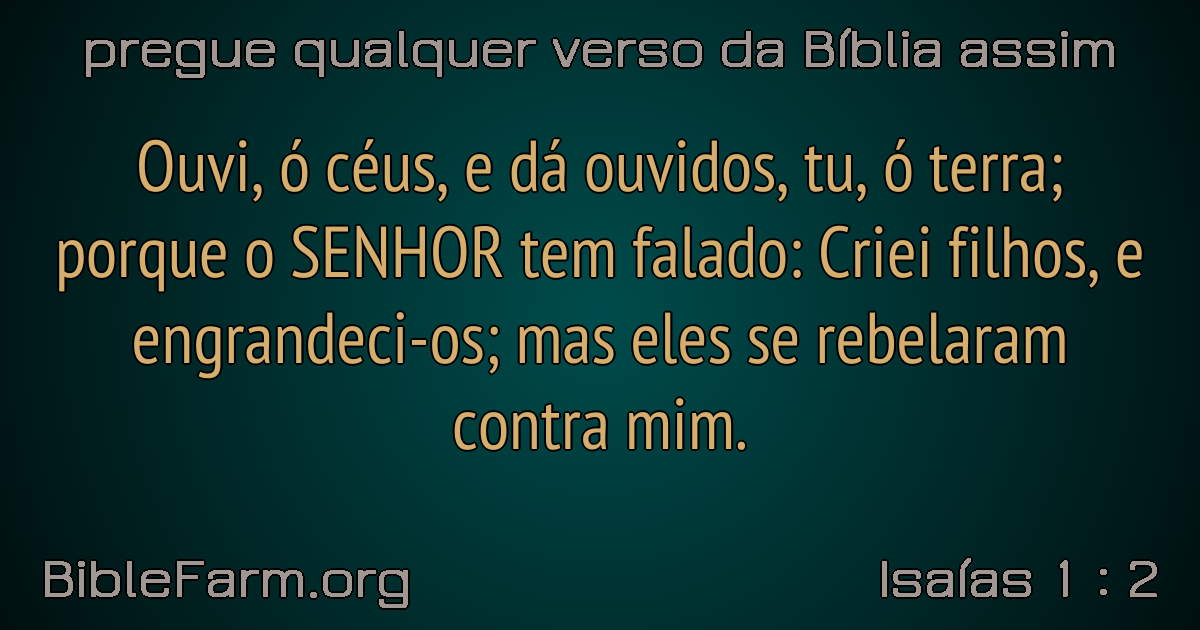 pregue qualquer verso da Bíblia assim
Ouvi, ó céus, e dá ouvidos, tu, ó terra;
porque o SENHOR tem falado: Criei filhos, e
engrandeci-os; mas eles se rebelaram
contra mim.
BibleFarm.org
Isaías 1 : 2